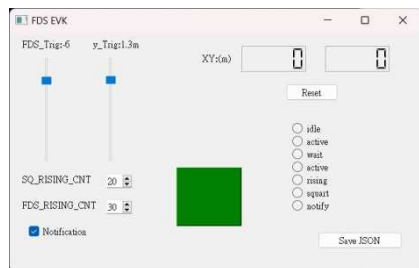 FDS EVK
FDS_Trig:-6 y_Trig:1.3m
XY:(m) 0 0
Reset
idle
active
wait
active
rising
squart
notify
SQ_RISING_CNT 20
FDS_RISING_CNT 30
Notification
Save JSON